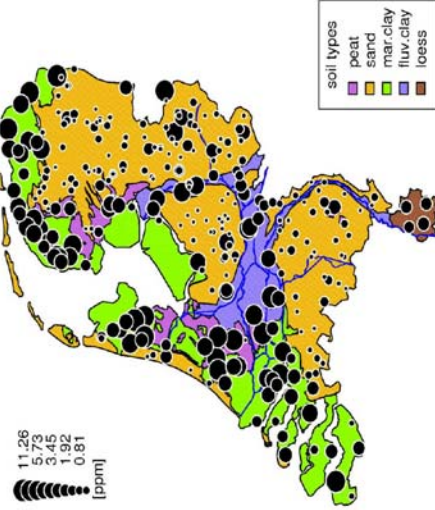 11.26
5.73
3.45
1.92
0.81
[ppm]
soil types
peat
sand
mar.clay
fluv.clay
loess